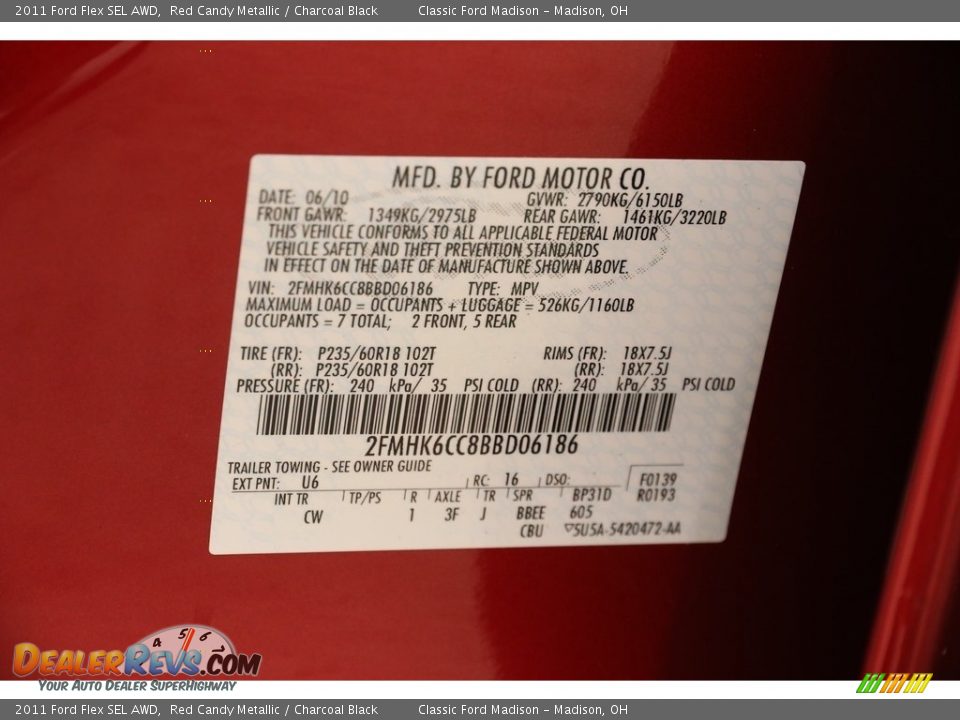 2011 Ford Flex SEL AWD, Red Candy Metallic / Charcoal Black Classic Ford Madison - Madison, OH
MFD. BY FORD MOTOR CO.
DATE: 06/10 GVWR: 2790KG/6150LB
FRONT GAWR: 1349KG/2975LB REAR GAWR: 1461KG/3220LB
THIS VEHICLE CONFORMS TO ALL APPLICABLE FEDERAL MOTOR
VEHICLE SAFETY AND THEFT PREVENTION STANDARDS
IN EFFECT ON THE DATE OF MANUFACTURE SHOWN ABOVE.
VIN: 2FMHK6CC8BBD06186 TYPE: MPV
MAXIMUM LOAD = OCCUPANTS + LUGGAGE = 526KG/1160LB
OCCUPANTS = 7 TOTAL; 2 FRONT, 5 REAR
TIRE (FR): P235/60R18 102T RIMS (FR): 18X7.5J
(RR): P235/60R18 102T (RR): 18X7.5J
PRESSURE (FR): 240 kPa/ 35 PSI COLD (RR): 240 kPa/ 35 PSI COLD
2FMHK6CC8BBD06186
TRAILER TOWING - SEE OWNER GUIDE
EXT PNT: U6 RC: 16 DSO: F0139
INT TR TP/PS R AXLE TR SPR BP31D R0193
CW 1 3F J BBEE 605
CBU 5U5A-5420472-AA
4 5 6 7
DEALERREVS.COM
YOUR AUTO DEALER SUPERHIGHWAY
2011 Ford Flex SEL AWD, Red Candy Metallic / Charcoal Black Classic Ford Madison - Madison, OH